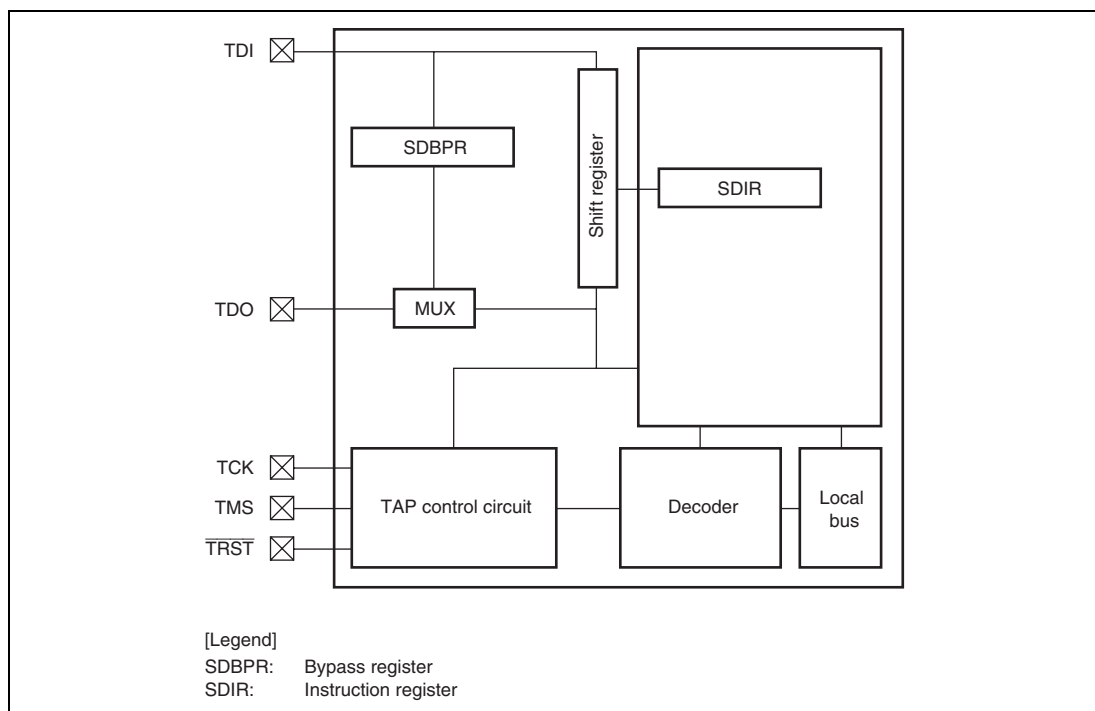 TDI
SDBPR
Shift register
SDIR
TDO
MUX
TCK
TMS
TRST
TAP control circuit
Decoder
Local
bus
[Legend]
SDBPR: Bypass register
SDIR: Instruction register